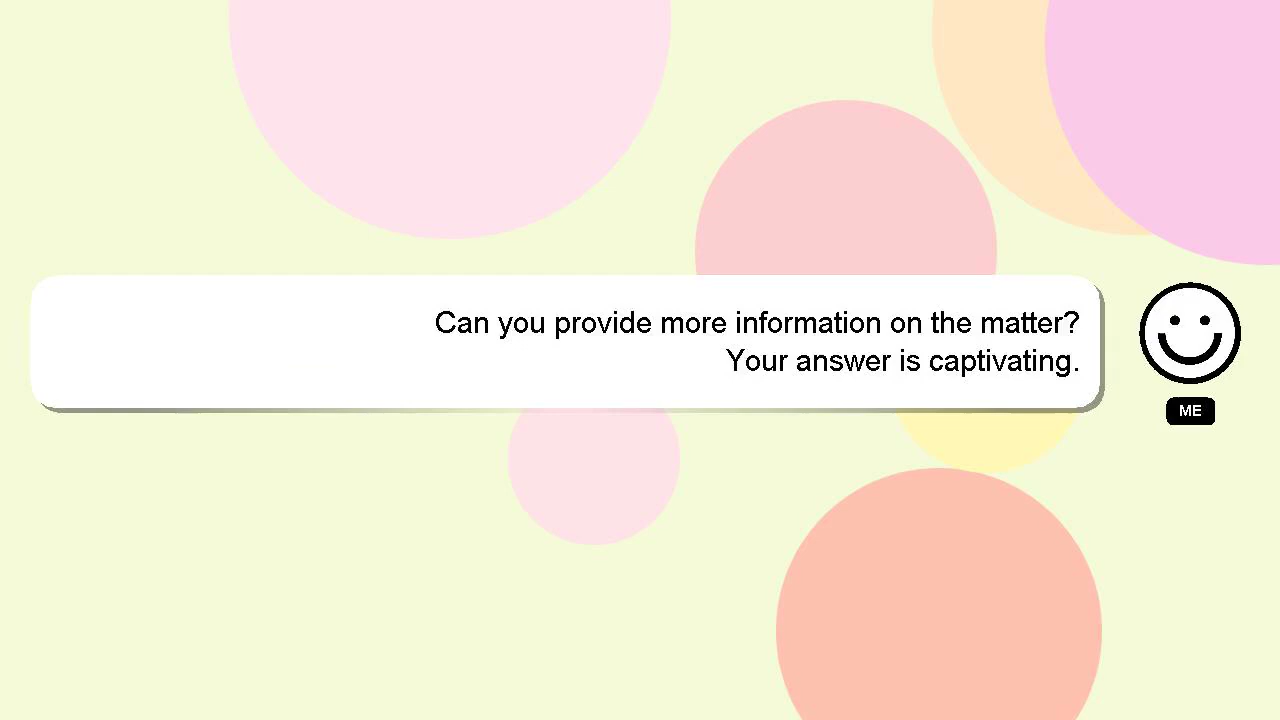 Can you provide more information on the matter?
Your answer is captivating.
ME